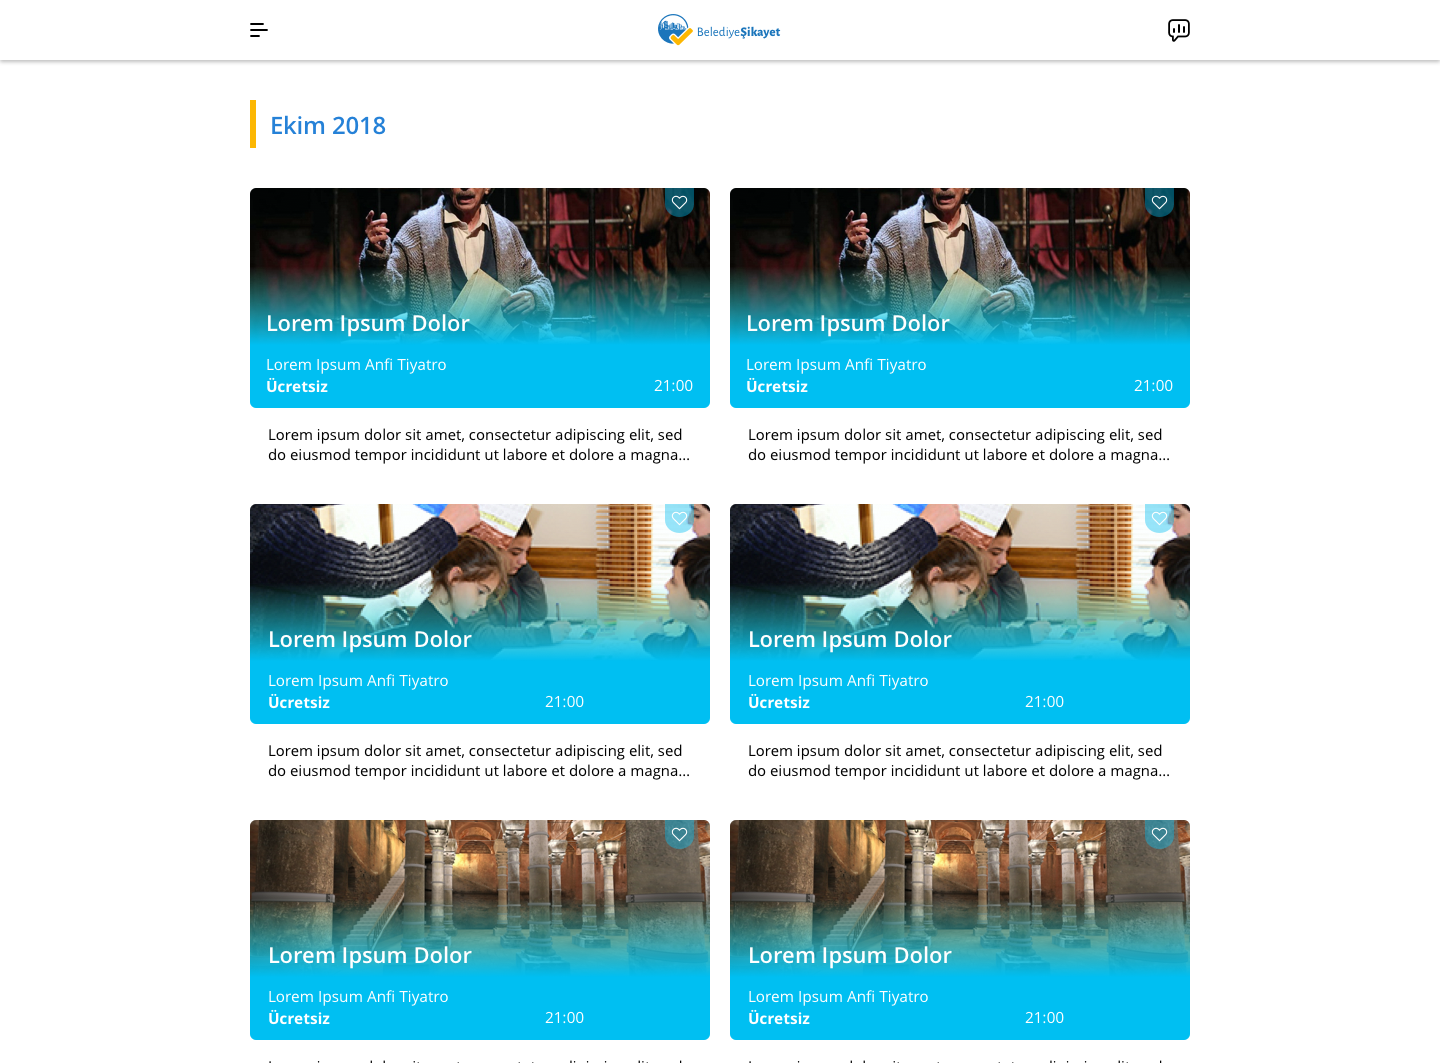 BelediyeŞikayet
Ekim 2018
Lorem Ipsum Dolor
Lorem Ipsum Anfi Tiyatro
Ücretsiz 21:00
Lorem ipsum dolor sit amet, consectetur adipiscing elit, sed
do eiusmod tempor incididunt ut labore et dolore a magna...
Lorem Ipsum Dolor
Lorem Ipsum Anfi Tiyatro
Ücretsiz 21:00
Lorem ipsum dolor sit amet, consectetur adipiscing elit, sed
do eiusmod tempor incididunt ut labore et dolore a magna...
Lorem Ipsum Dolor
Lorem Ipsum Anfi Tiyatro
Ücretsiz 21:00
Lorem ipsum dolor sit amet, consectetur adipiscing elit, sed
do eiusmod tempor incididunt ut labore et dolore a magna...
Lorem Ipsum Dolor
Lorem Ipsum Anfi Tiyatro
Ücretsiz 21:00
Lorem ipsum dolor sit amet, consectetur adipiscing elit, sed
do eiusmod tempor incididunt ut labore et dolore a magna...
Lorem Ipsum Dolor
Lorem Ipsum Anfi Tiyatro
Ücretsiz 21:00
Lorem Ipsum Dolor
Lorem Ipsum Anfi Tiyatro
Ücretsiz 21:00